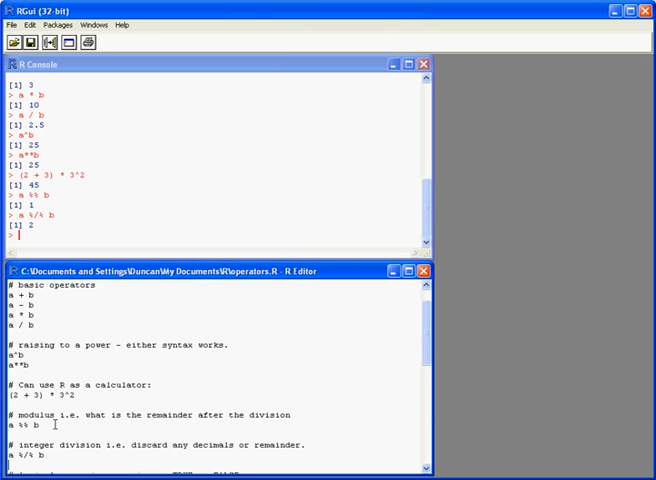 RGui (32-bit)
File Edit Packages Windows Help
R Console
[1] 3
> a * b
[1] 10
> a / b
[1] 2.5
> a^b
[1] 25
> a**b
[1] 25
> (2 + 3) * 3^2
[1] 45
> a %% b
[1] 1
> a %/% b
[1] 2
>
C:\Documents and Settings\Duncan\My Documents\R\operators.R - R Editor
# basic operators
a + b
a - b
a * b
a / b
# raising to a power - either syntax works.
a^b
a**b
# Can use R as a calculator:
(2 + 3) * 3^2
# modulus i.e. what is the remainder after the division
a %% b
# integer division i.e. discard any decimals or remainder.
a %/% b